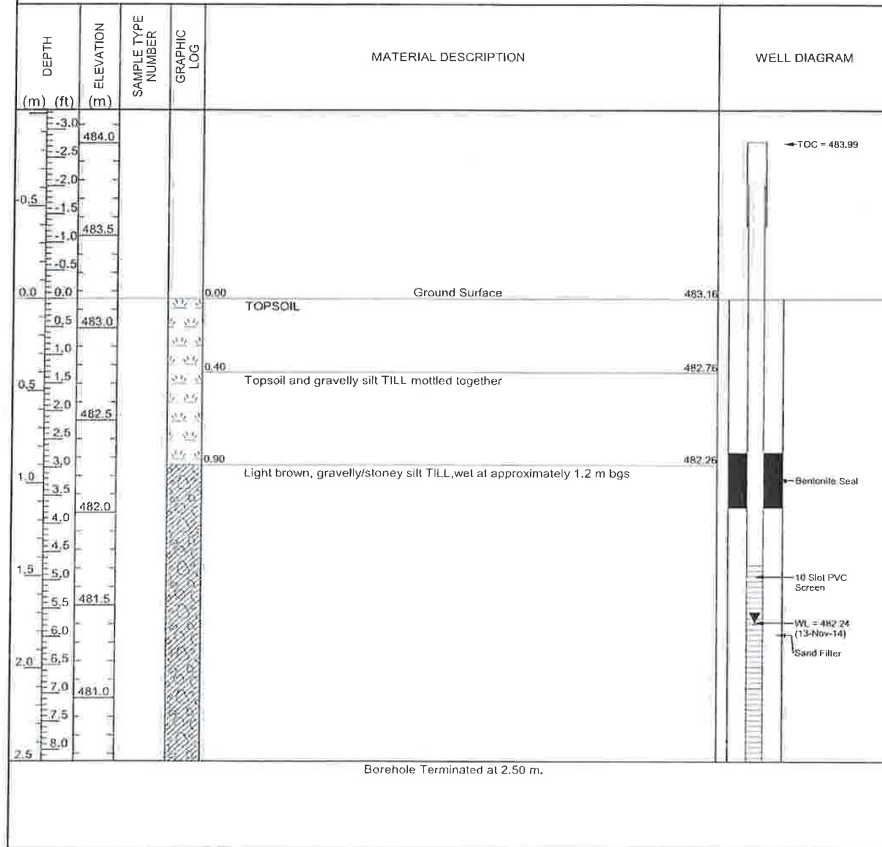 DEPTH
ELEVATION
SAMPLE TYPE
NUMBER
GRAPHIC
LOG
MATERIAL DESCRIPTION
WELL DIAGRAM
(m) (ft) (m)
-3.0
484.0
TOC = 483.99
-2.5
-2.0
-0.5
-1.5
483.5
-1.0
-0.5
0.0 0.0 0.00 Ground Surface 483.16
TOPSOIL
0.5
483.0
1.0
0.40 482.76
0.5
1.5
Topsoil and gravelly silt TILL mottled together
2.0
482.5
2.5
3.0
0.90 482.26
Light brown, gravelly/stoney silt TILL,wet at approximately 1.2 m bgs
1.0
3.5
Bentonite Seal
482.0
4.0
4.5
1.5
5.0
10 Slot PVC
Screen
5.5
481.5
WL = 482.24
6.0
(13-Nov-14)
Sand Filter
2.0
6.5
7.0
481.0
7.5
8.0
2.5
Borehole Terminated at 2.50 m.